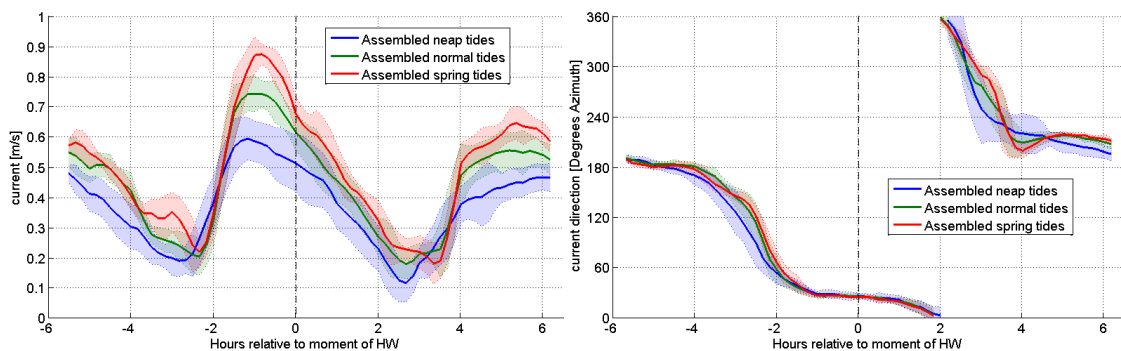 1
0.9
0.8
0.7
0.6
0.5
0.4
0.3
0.2
0.1
0
current [m/s]
-6 -4 -2 0 2 4 6
Hours relative to moment of HW
Assembled neap tides
Assembled normal tides
Assembled spring tides
360
300
240
180
120
60
0
current direction [Degrees Azimuth]
-6 -4 -2 0 2 4 6
Hours relative to moment of HW
Assembled neap tides
Assembled normal tides
Assembled spring tides